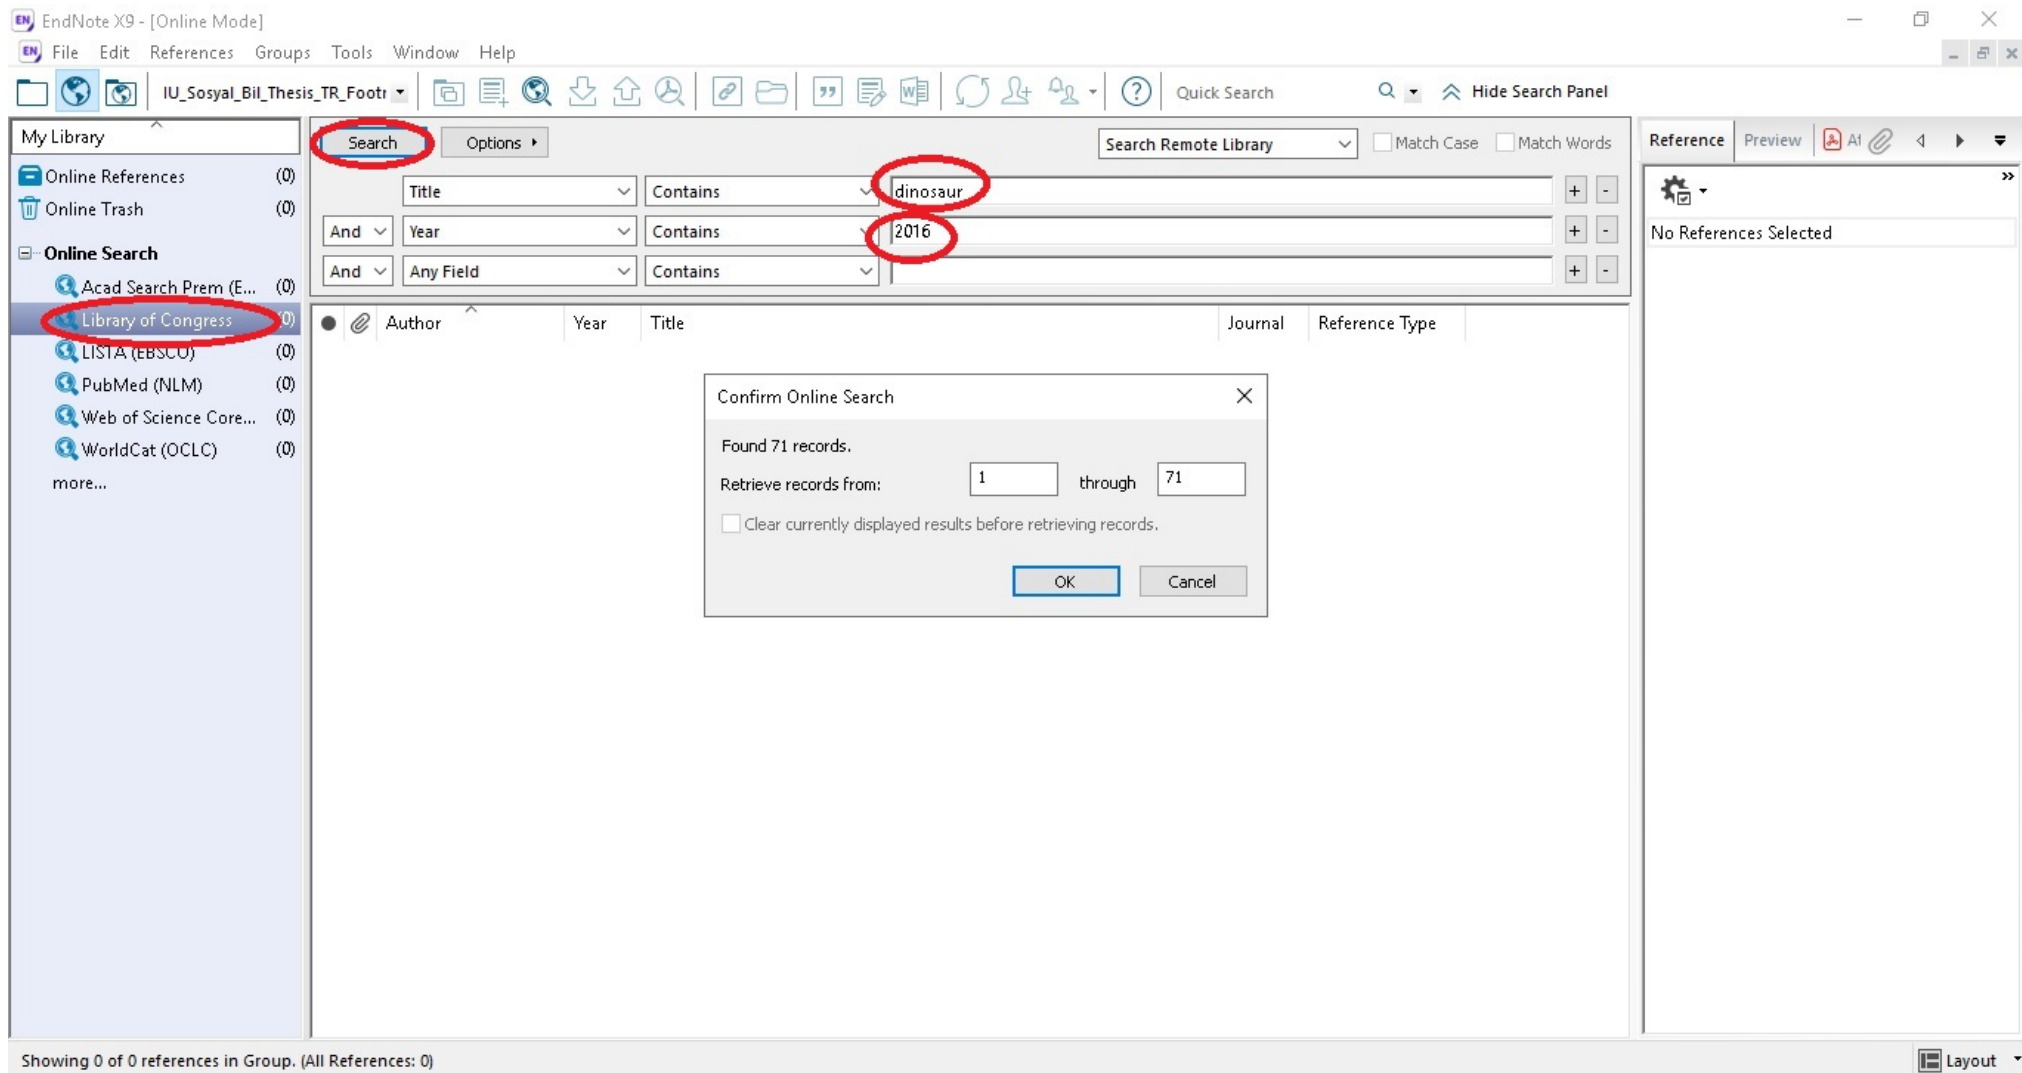 EN EndNote X9 - [Online Mode]
EN File Edit References Groups Tools Window Help
IU_Sosyal_Bil_Thesis_TR_Footr Quick Search Hide Search Panel
My Library
Online References (0)
Online Trash (0)
Online Search
Acad Search Prem (E... (0)
Library of Congress (0)
LISTA (EBSCO) (0)
PubMed (NLM) (0)
Web of Science Core... (0)
WorldCat (OCLC) (0)
more...
Search Options Search Remote Library Match Case Match Words
Title Contains dinosaur + -
And Year Contains 2016 + -
And Any Field Contains + -
Author Year Title Journal Reference Type
Confirm Online Search
Found 71 records.
Retrieve records from: 1 through 71
Clear currently displayed results before retrieving records.
OK Cancel
Reference Preview
No References Selected
Showing 0 of 0 references in Group. (All References: 0)
Layout